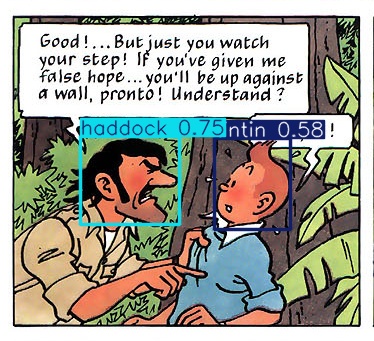 Good!...But just you watch
your step! If you've given me
false hope...you'll be up against
a wall, pronto! Understand?
haddock 0.75
ntin 0.58
!